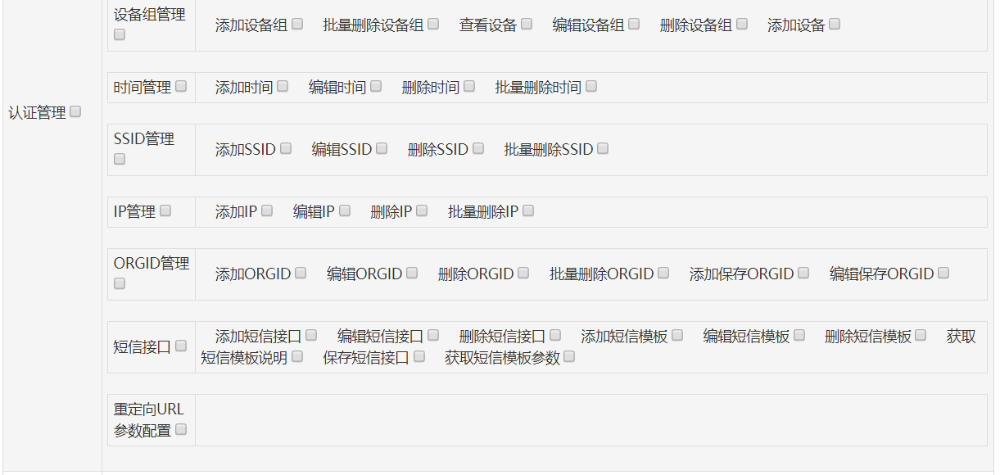 设备组管理
添加设备组 批量删除设备组 查看设备 编辑设备组 删除设备组 添加设备
时间管理 添加时间 编辑时间 删除时间 批量删除时间
认证管理
SSID管理
添加SSID 编辑SSID 删除SSID 批量删除SSID
IP管理 添加IP 编辑IP 删除IP 批量删除IP
ORGID管理
添加ORGID 编辑ORGID 删除ORGID 批量删除ORGID 添加保存ORGID 编辑保存ORGID
短信接口
添加短信接口 编辑短信接口 删除短信接口 添加短信模板 编辑短信模板 删除短信模板 获取
短信模板说明 保存短信接口 获取短信模板参数
重定向URL
参数配置